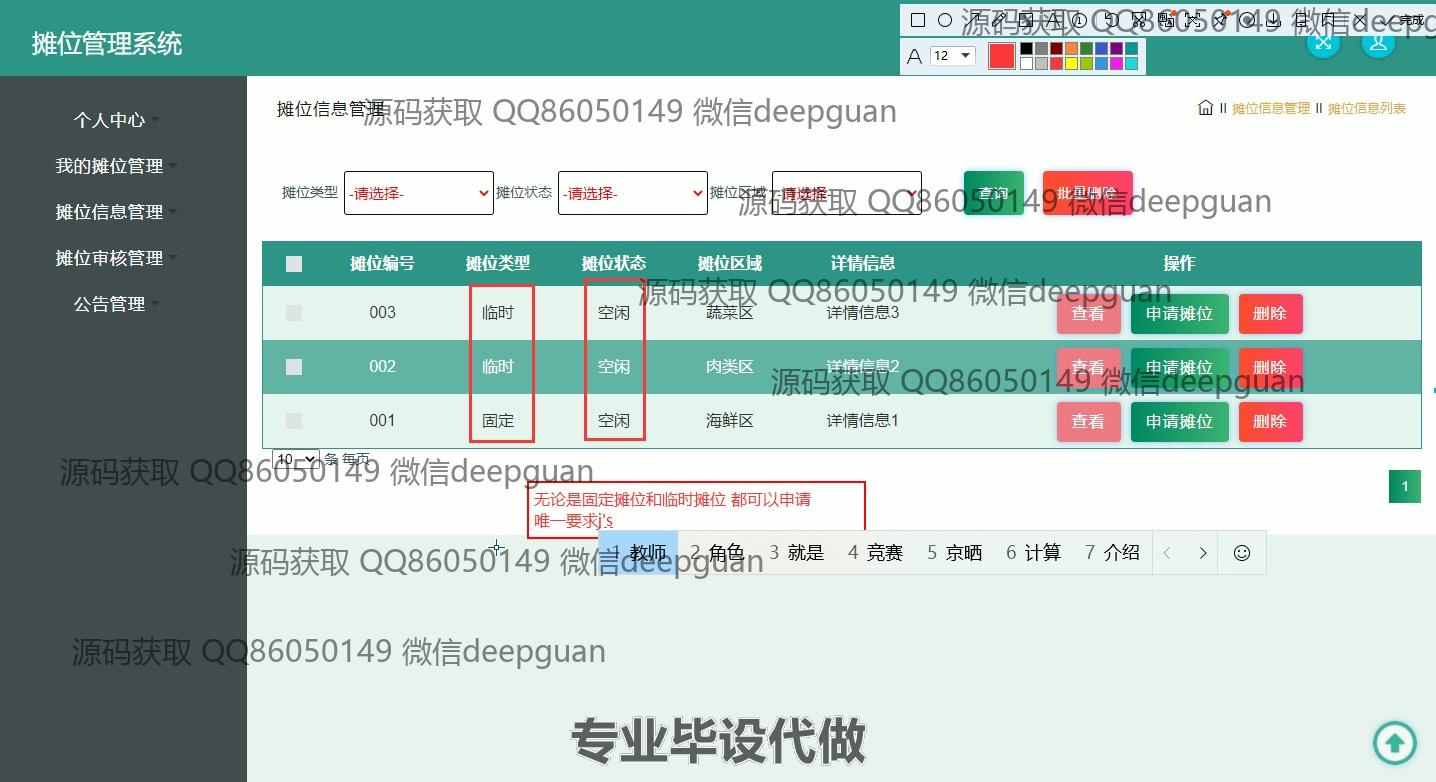 摊位管理系统
源码获取 QQ86050149 微信deepguan
完成
A 12
个人中心
我的摊位管理
摊位信息管理
摊位审核管理
公告管理
摊位信息管理
源码获取 QQ86050149 微信deepguan
摊位信息管理 摊位信息列表
摊位类型 -请选择- 摊位状态 -请选择- 摊位区域 -请选择- 查询 批量删除
源码获取 QQ86050149 微信deepguan
摊位编号 摊位类型 摊位状态 摊位区域 详情信息 操作
源码获取 QQ86050149 微信deepguan
003 临时 空闲 蔬菜区 详情信息3 查看 申请摊位 删除
002 临时 空闲 肉类区 详情信息2 查看 申请摊位 删除
源码获取 QQ86050149 微信deepguan
001 固定 空闲 海鲜区 详情信息1 查看 申请摊位 删除
10 条 每页
源码获取 QQ86050149 微信deepguan
1
无论是固定摊位和临时摊位 都可以申请
唯一要求j's
1 教师 2 角色 3 就是 4 竞赛 5 京晒 6 计算 7 介绍
源码获取 QQ86050149 微信deepguan
源码获取 QQ86050149 微信deepguan
专业毕设代做